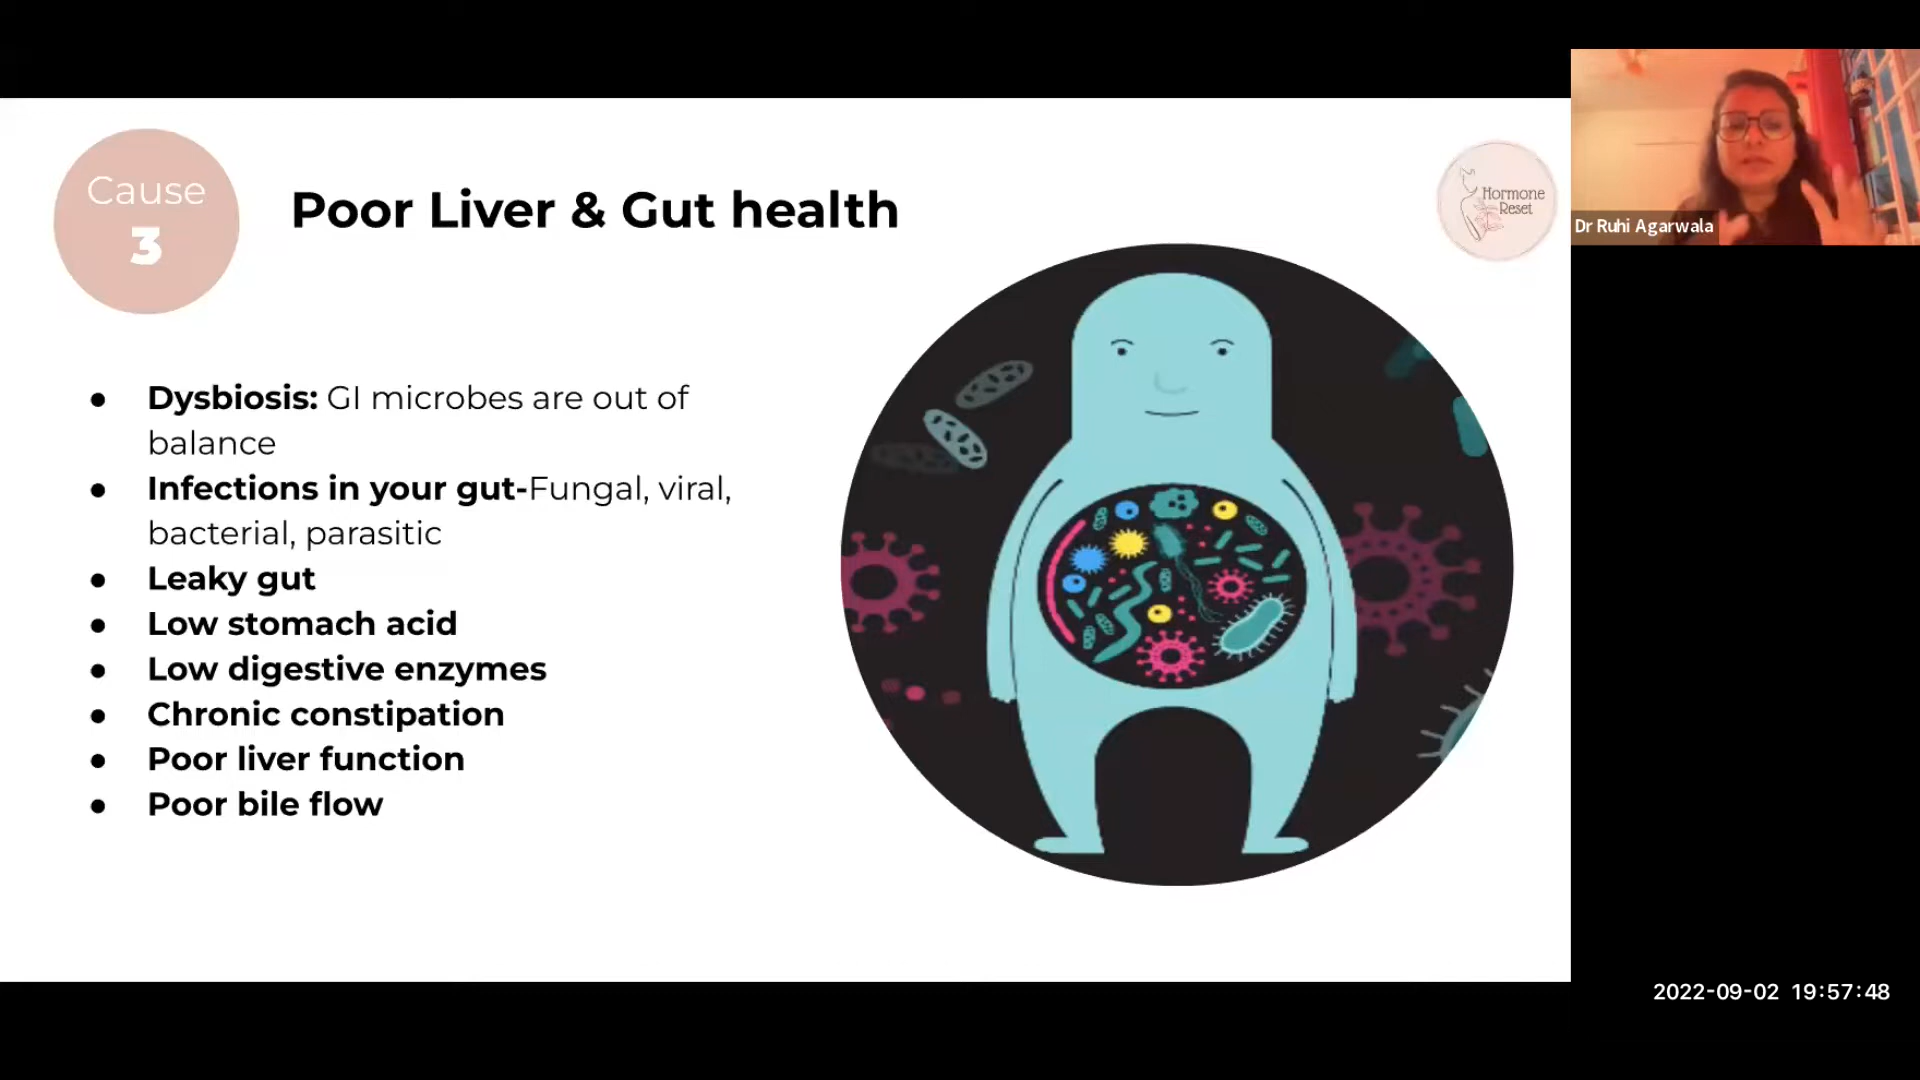 Cause
3
Poor Liver & Gut health
Hormone
Reset
Dr Ruhi Agarwala
● Dysbiosis: GI microbes are out of
balance
● Infections in your gut-Fungal, viral,
bacterial, parasitic
● Leaky gut
● Low stomach acid
● Low digestive enzymes
● Chronic constipation
● Poor liver function
● Poor bile flow
2022-09-02 19:57:48